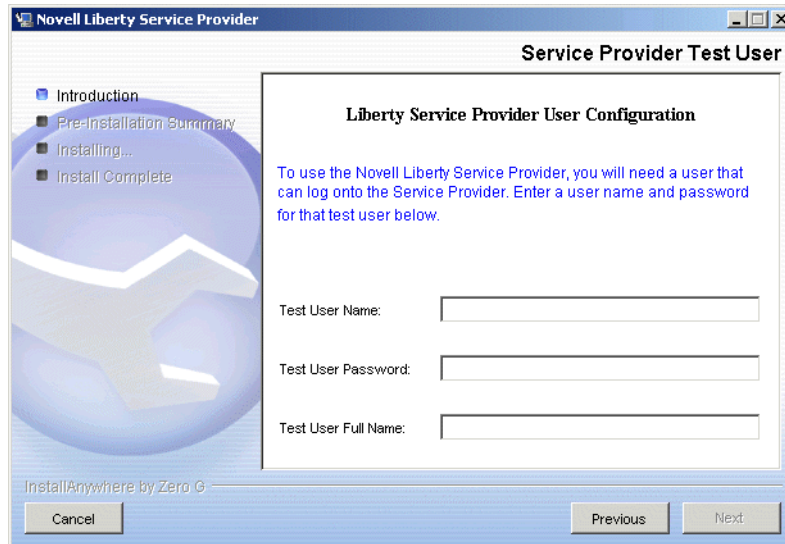 Novell Liberty Service Provider
Service Provider Test User
Introduction
Pre-Installation Summary
Installing...
Install Complete
Liberty Service Provider User Configuration
To use the Novell Liberty Service Provider, you will need a user that
can log onto the Service Provider. Enter a user name and password
for that test user below.
Test User Name:
Test User Password:
Test User Full Name:
InstallAnywhere by Zero G
Cancel
Previous
Next